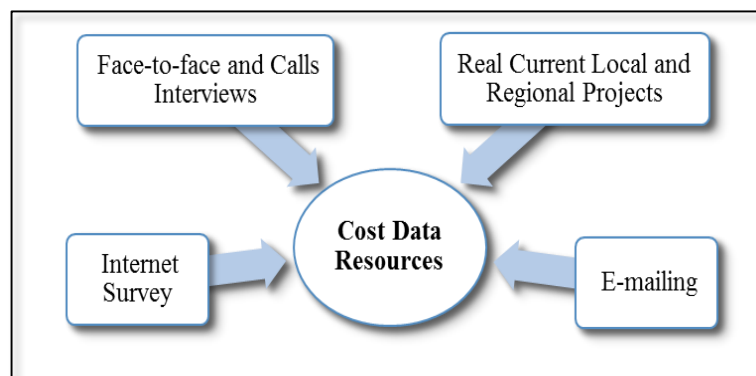 Face-to-face and Calls
Interviews
Real Current Local and
Regional Projects
Cost Data
Resources
Internet
Survey
E-mailing